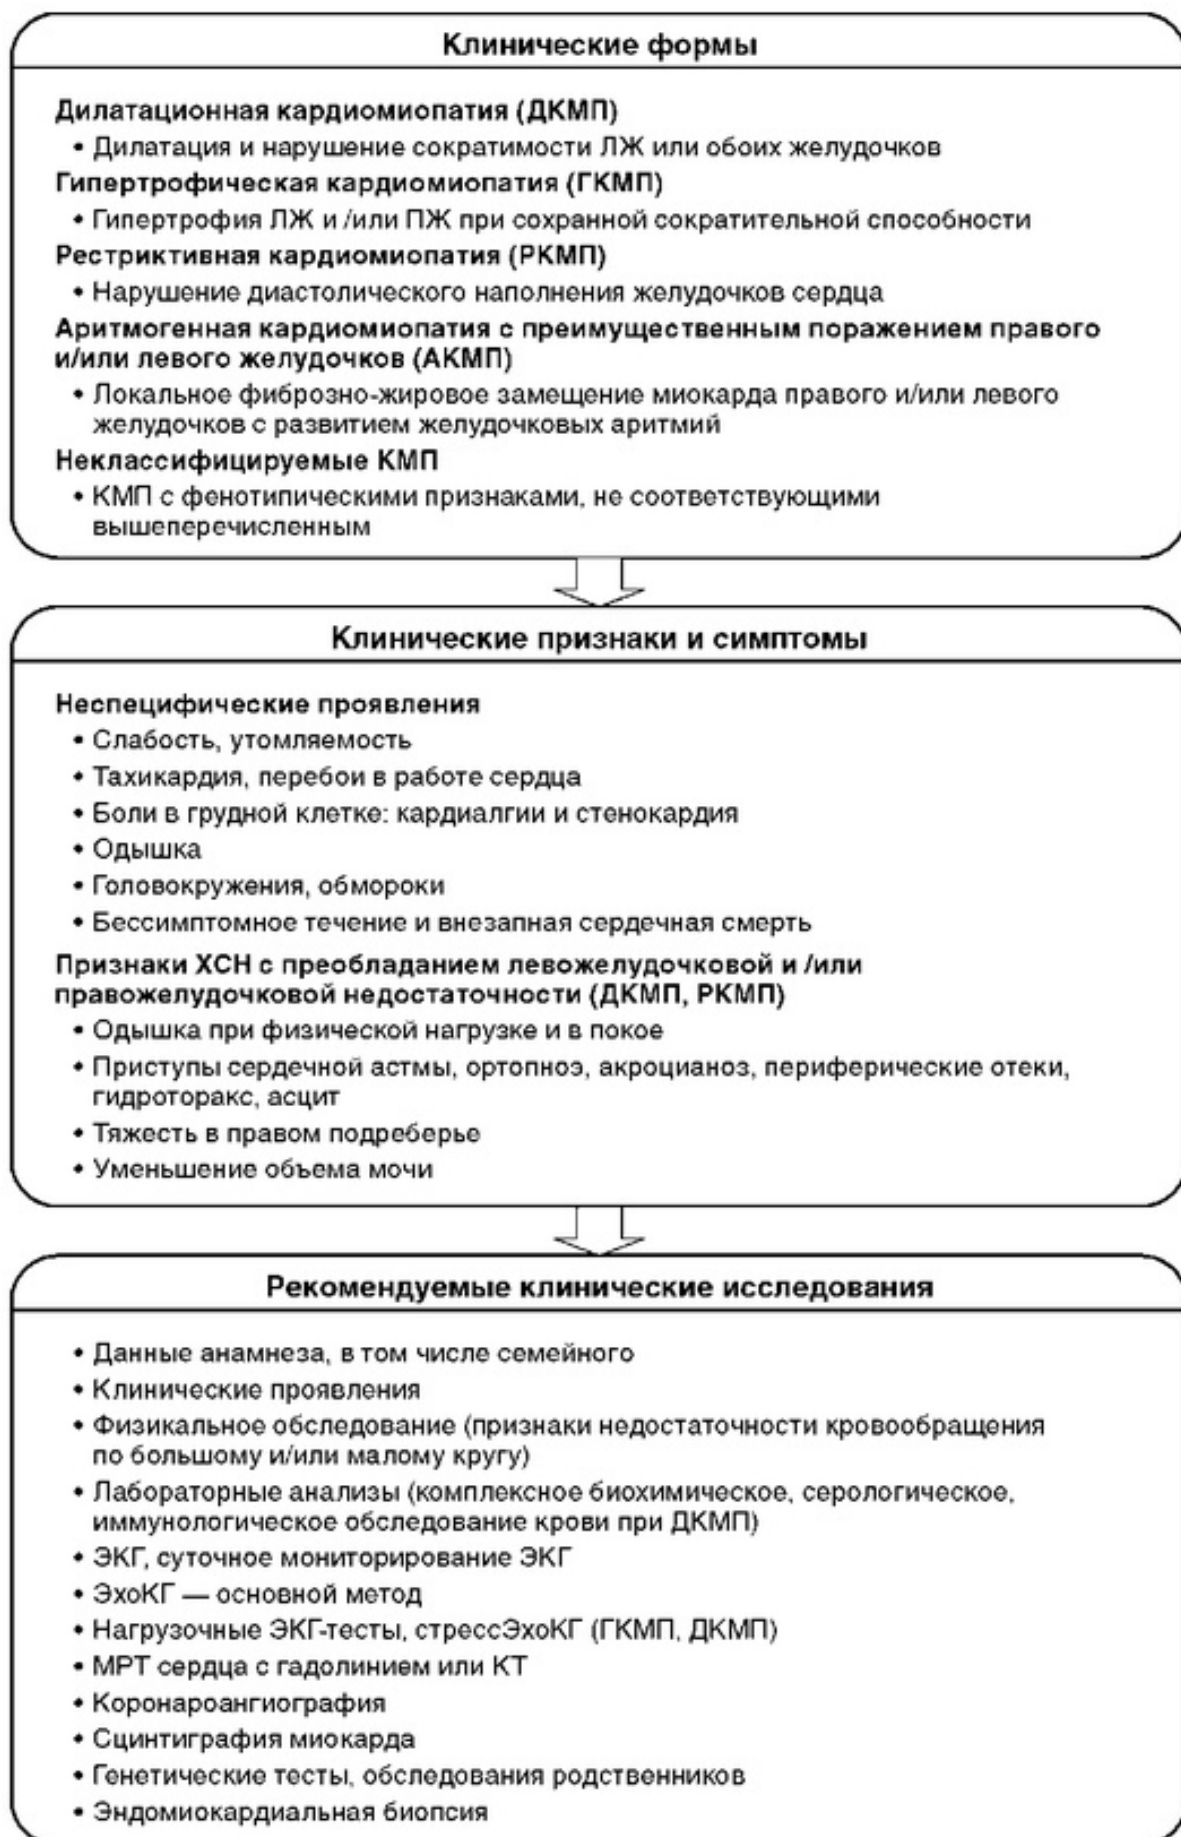 Клинические формы
Дилатационная кардиомиопатия (ДКМП)
• Дилатация и нарушение сократимости ЛЖ или обоих желудочков
Гипертрофическая кардиомиопатия (ГКМП)
• Гипертрофия ЛЖ и /или ПЖ при сохранной сократительной способности
Рестриктивная кардиомиопатия (РКМП)
• Нарушение диастолического наполнения желудочков сердца
Аритмогенная кардиомиопатия с преимущественным поражением правого
и/или левого желудочков (АКМП)
• Локальное фиброзно-жировое замещение миокарда правого и/или левого
желудочков с развитием желудочковых аритмий
Неклассифицируемые КМП
• КМП с фенотипическими признаками, не соответствующими
вышеперечисленным
Клинические признаки и симптомы
Неспецифические проявления
• Слабость, утомляемость
• Тахикардия, перебои в работе сердца
• Боли в грудной клетке: кардиалгии и стенокардия
• Одышка
• Головокружения, обмороки
• Бессимптомное течение и внезапная сердечная смерть
Признаки ХСН с преобладанием левожелудочковой и /или
правожелудочковой недостаточности (ДКМП, РКМП)
• Одышка при физической нагрузке и в покое
• Приступы сердечной астмы, ортопноэ, акроцианоз, периферические отеки,
гидроторакс, асцит
• Тяжесть в правом подреберье
• Уменьшение объема мочи
Рекомендуемые клинические исследования
• Данные анамнеза, в том числе семейного
• Клинические проявления
• Физикальное обследование (признаки недостаточности кровообращения
по большому и/или малому кругу)
• Лабораторные анализы (комплексное биохимическое, серологическое,
иммунологическое обследование крови при ДКМП)
• ЭКГ, суточное мониторирование ЭКГ
• ЭхоКГ — основной метод
• Нагрузочные ЭКГ-тесты, стрессЭхоКГ (ГКМП, ДКМП)
• МРТ сердца с гадолинием или КТ
• Коронароангиография
• Сцинтиграфия миокарда
• Генетические тесты, обследования родственников
• Эндомиокардиальная биопсия